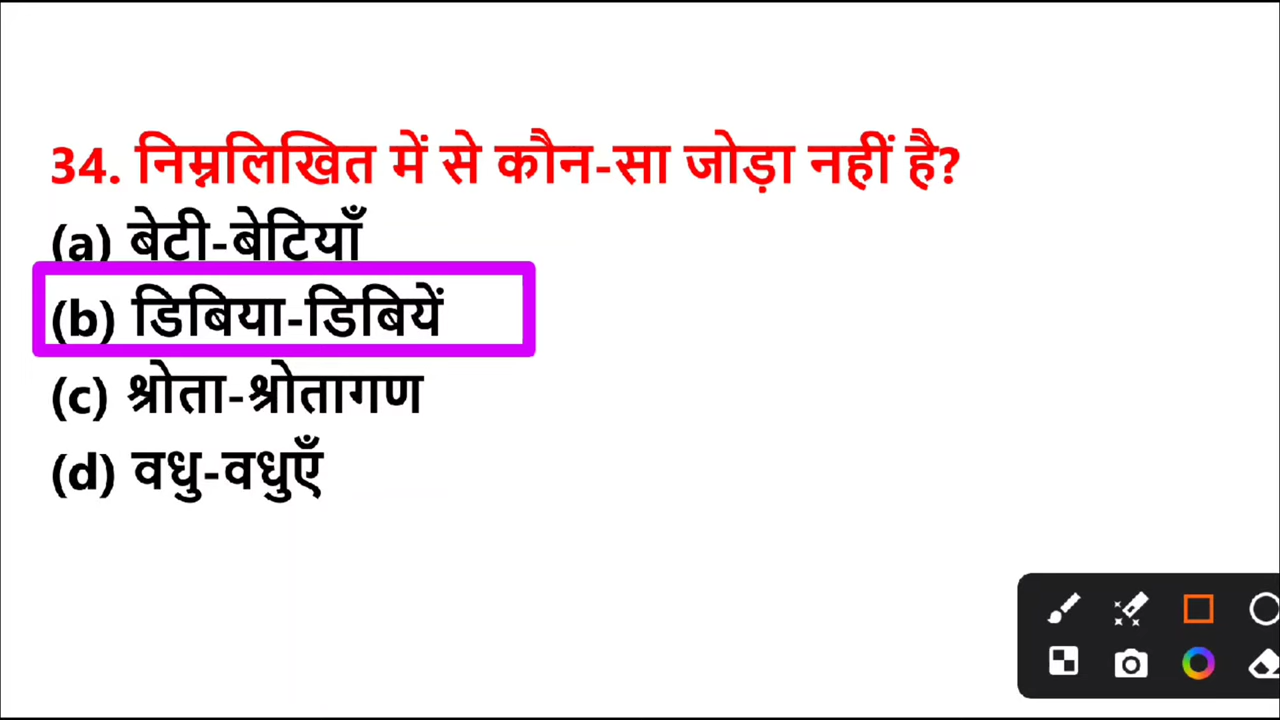 34. निम्नलिखित में से कौन-सा जोड़ा नहीं है?
(a) बेटी-बेटियाँ
(b) डिबिया-डिबियें
(c) श्रोता-श्रोतागण
(d) वधु-वधुएँ